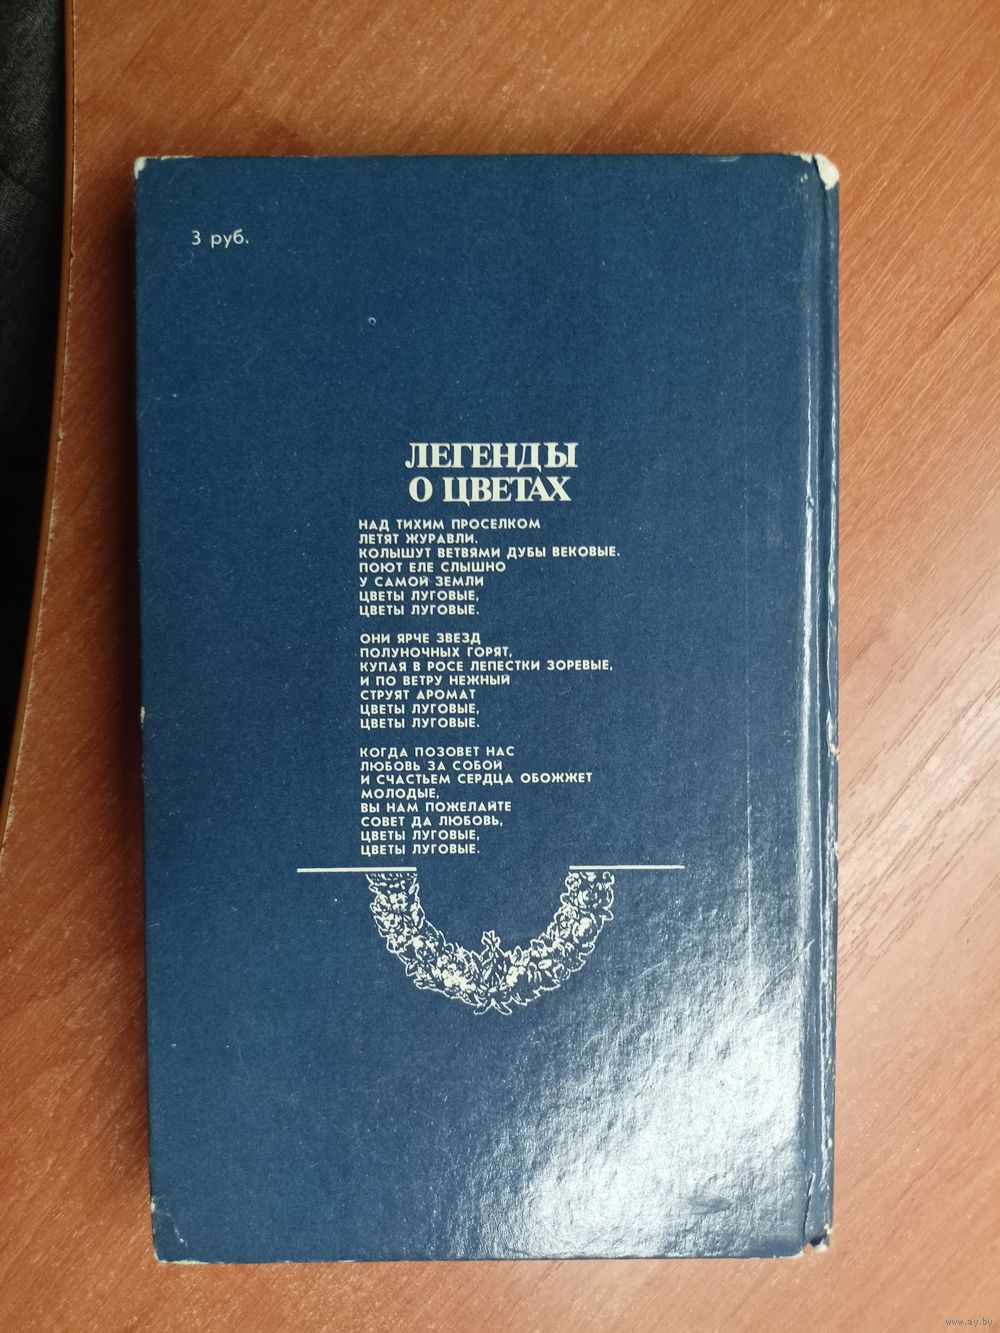 3 руб.
ЛЕГЕНДЫ
О ЦВЕТАХ
НАД ТИХИМ ПРОСЕЛКОМ
ЛЕТЯТ ЖУРАВЛИ.
КОЛЫШУТ ВЕТВЯМИ ДУБЫ ВЕКОВЫЕ.
ПОЮТ ЕЛЕ СЛЫШНО
У САМОЙ ЗЕМЛИ
ЦВЕТЫ ЛУГОВЫЕ,
ЦВЕТЫ ЛУГОВЫЕ.
ОНИ ЯРЧЕ ЗВЕЗД
ПОЛУНОЧНЫХ ГОРЯТ,
КУПАЯ В РОСЕ ЛЕПЕСТКИ ЗОРЕВЫЕ,
И ПО ВЕТРУ НЕЖНЫЙ
СТРУЯТ АРОМАТ
ЦВЕТЫ ЛУГОВЫЕ,
ЦВЕТЫ ЛУГОВЫЕ.
КОГДА ПОЗОВЕТ НАС
ЛЮБОВЬ ЗА СОБОЙ
И СЧАСТЬЕМ СЕРДЦА ОБОЖЖЕТ
МОЛОДЫЕ,
ВЫ НАМ ПОЖЕЛАЙТЕ
СОВЕТ ДА ЛЮБОВЬ,
ЦВЕТЫ ЛУГОВЫЕ,
ЦВЕТЫ ЛУГОВЫЕ.
www.ay.by